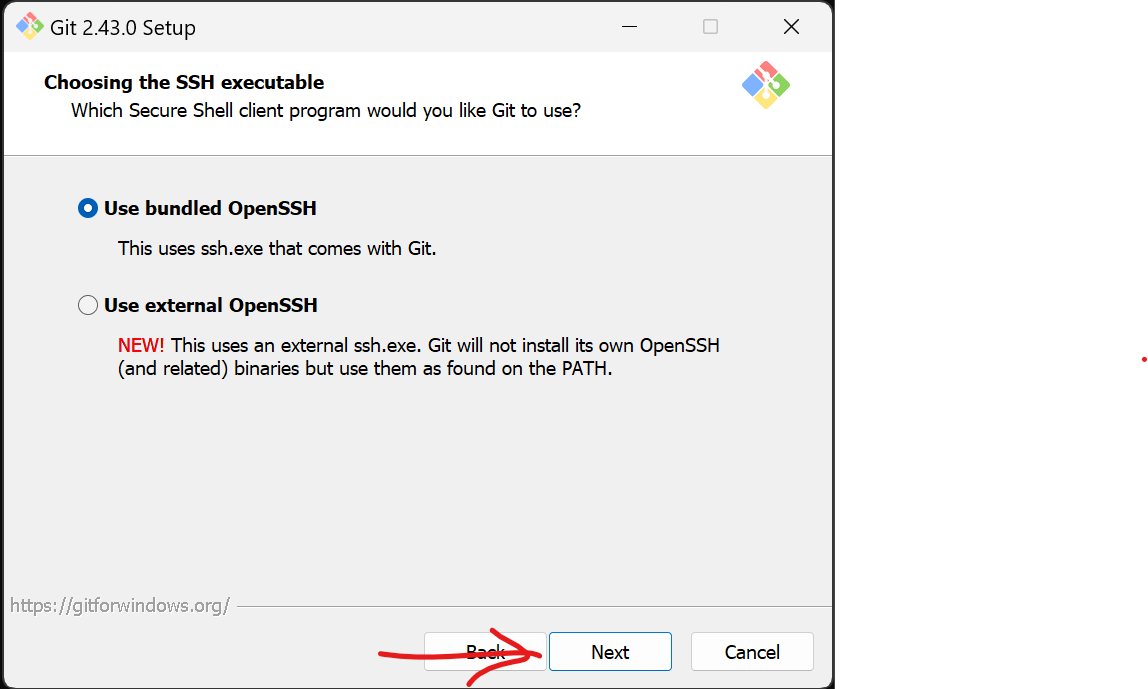 Git 2.43.0 Setup
Choosing the SSH executable
Which Secure Shell client program would you like Git to use?
Use bundled OpenSSH
This uses ssh.exe that comes with Git.
Use external OpenSSH
NEW! This uses an external ssh.exe. Git will not install its own OpenSSH
(and related) binaries but use them as found on the PATH.
https://gitforwindows.org/
Back Next Cancel